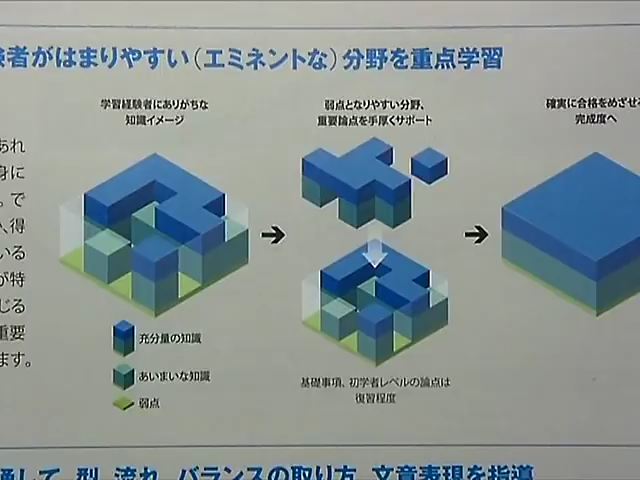 験者がはまりやすい（エミネントな）分野を重点学習
学習経験者にありがちな
知識イメージ
弱点となりやすい分野、
重要論点を手厚くサポート
確実に合格をめざせる
完成度へ
あれ
身に
。で
い、得
いる
が特
じる
重要
ます。
充分量の知識
あいまいな知識
弱点
基礎事項、初学者レベルの論点は
復習程度
通して、型、流れ、バランスの取り方、文章表現を指導